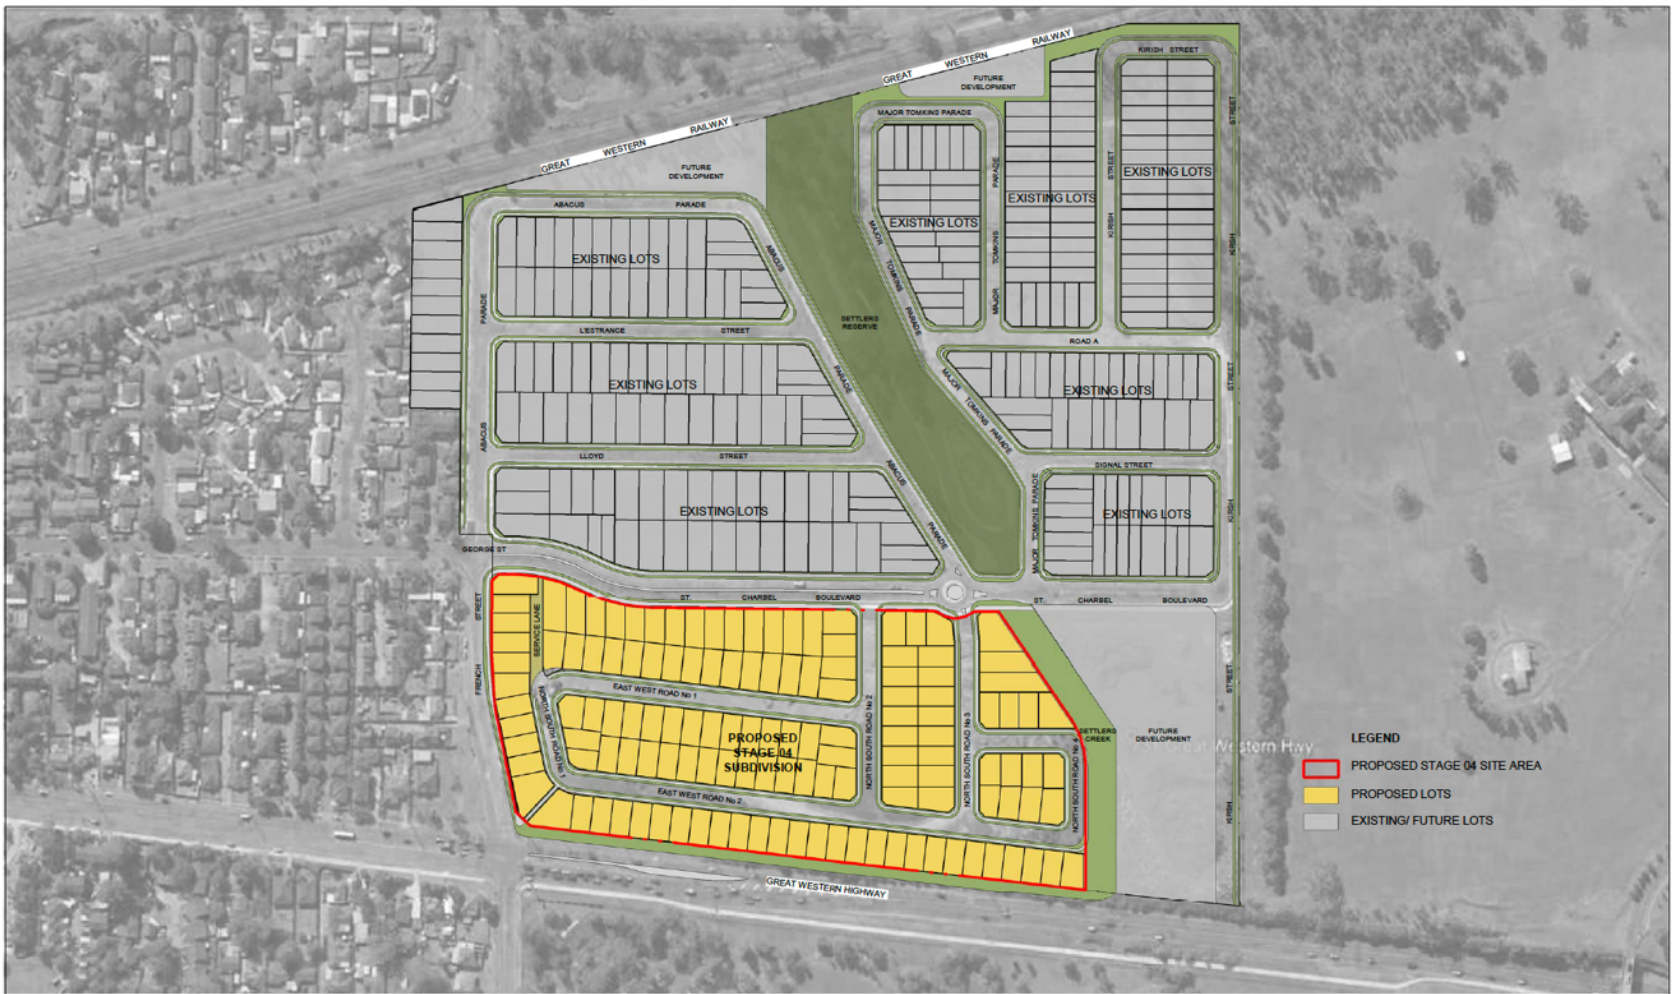 GREAT WESTERN RAILWAY
KIRISH STREET
FUTURE
DEVELOPMENT
STREET
MAJOR TOMKINS PARADE
GREAT WESTERN RAILWAY
FUTURE
DEVELOPMENT
PARADE
STREET
EXISTING LOTS
EXISTING LOTS
ABACUS PARADE
EXISTING LOTS
MAJOR TOMKINS PARADE
TOMKINS
KIRISH
KIRISH
ABACUS
EXISTING LOTS
MAJOR
PARADE
SETTLERS
RESERVE
L'ESTRANCE STREET
ROAD A
PARADE
MAJOR TOMKINS PARADE
STREET
EXISTING LOTS
EXISTING LOTS
ABACUS
LLOYD STREET
SIGNAL STREET
ABACUS
PARADE
MAJOR TOMKINS PARADE
KIRISH
EXISTING LOTS
EXISTING LOTS
GEORGE ST
ST. CHARBEL BOULEVARD
ST. CHARBEL BOULEVARD
FRENCH STREET
SERVICE LANE
STREET
EAST WEST ROAD No 1
NORTH SOUTH ROAD No 1
NORTH SOUTH ROAD No 2
NORTH SOUTH ROAD No 3
NORTH SOUTH ROAD No 4
PROPOSED
STAGE 04
SUBDIVISION
SETTLERS
CREEK
FUTURE
DEVELOPMENT
Great Western Hwy
EAST WEST ROAD No 2
KIRISH
GREAT WESTERN HIGHWAY
LEGEND
PROPOSED STAGE 04 SITE AREA
PROPOSED LOTS
EXISTING/ FUTURE LOTS